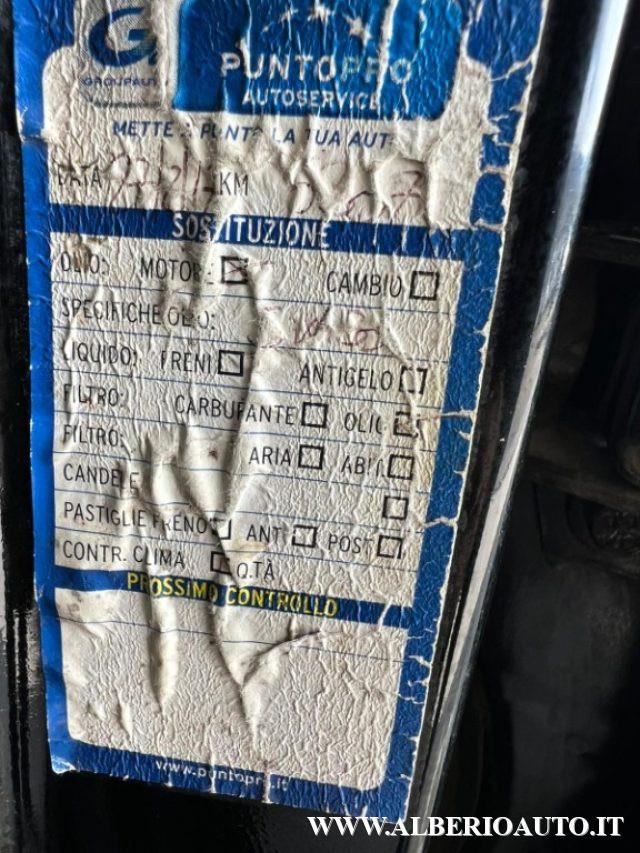 GROUPAUTO
PUNTOPRO
AUTOSERVICE
METTE A PUNTO LA TUA AUTO
DATA KM
SOSTITUZIONE
OLIO: MOTORE CAMBIO
SPECIFICHE OLIO:
LIQUIDO: FRENI ANTIGELO
FILTRO: CARBURANTE OLIO
FILTRO: ARIA ABIT.
CANDELE
PASTIGLIE FRENO ANT POST
CONTR. CLIMA Q.TÀ
PROSSIMO CONTROLLO
www.puntopro.it
WWW.ALBERIOAUTO.IT